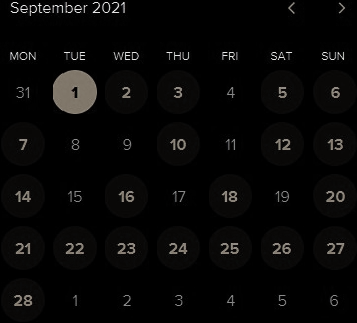 September 2021
MON TUE WED THU FRI SAT SUN
31 1 2 3 4 5 6
7 8 9 10 11 12 13
14 15 16 17 18 19 20
21 22 23 24 25 26 27
28 1 2 3 4 5 6